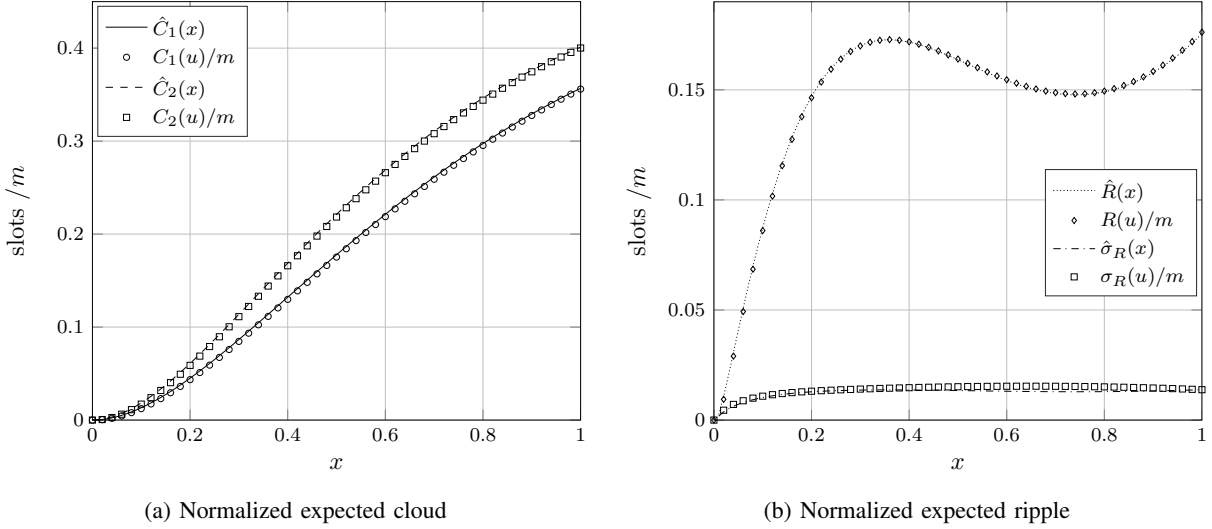 0.4
0.3
0.2
0.1
0
slots /m
0 0.2 0.4 0.6 0.8 1
x
Ĉ₁(x)
C₁(u)/m
Ĉ₂(x)
C₂(u)/m
(a) Normalized expected cloud
0.15
0.1
0.05
0
slots /m
0 0.2 0.4 0.6 0.8 1
x
R̂(x)
R(u)/m
σ̂_R(x)
σ_R(u)/m
(b) Normalized expected ripple